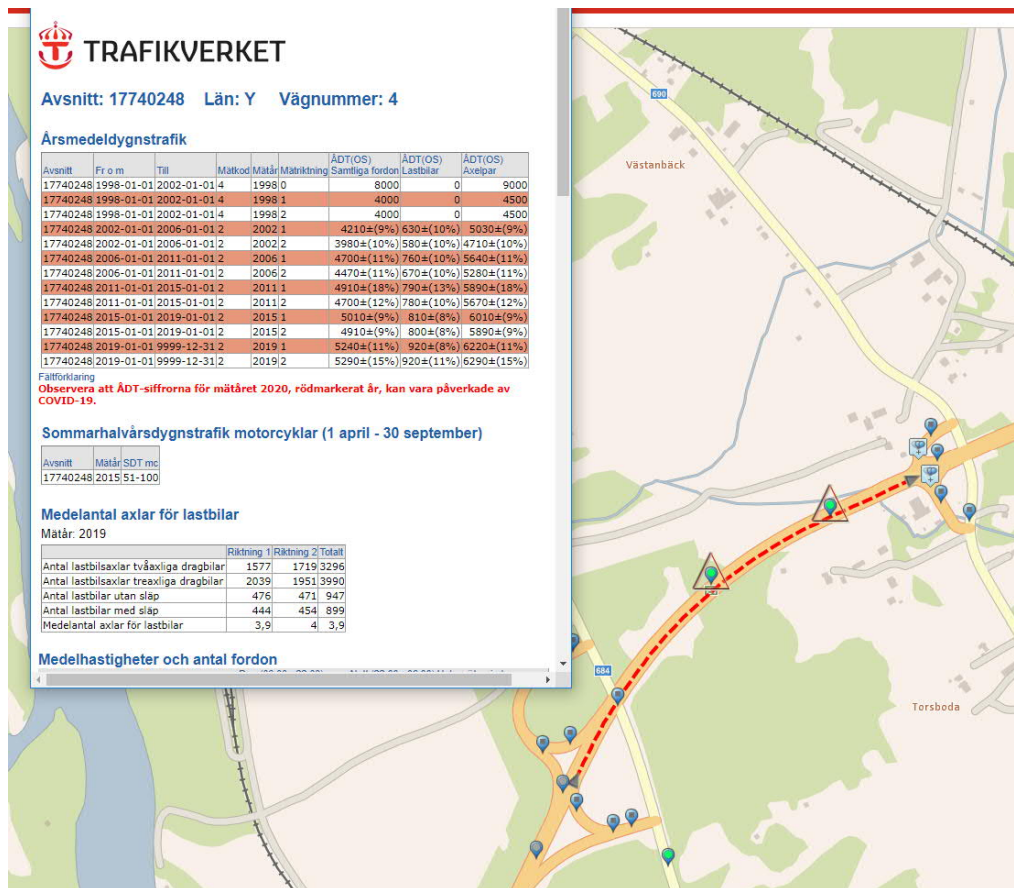 TRAFIKVERKET
Avsnitt: 17740248 Län: Y Vägnummer: 4
Årsmedeldygnstrafik
Avsnitt Fr o m Till Mätkod Mätår Mätriktning ÅDT(OS) Samtliga fordon ÅDT(OS) Lastbilar ÅDT(OS) Axelpar
17740248 1998-01-01 2002-01-01 4 1998 0 8000 0 9000
17740248 1998-01-01 2002-01-01 4 1998 1 4000 0 4500
17740248 1998-01-01 2002-01-01 4 1998 2 4000 0 4500
17740248 2002-01-01 2006-01-01 2 2002 1 4210±(9%) 630±(10%) 5030±(9%)
17740248 2002-01-01 2006-01-01 2 2002 2 3980±(10%) 580±(10%) 4710±(10%)
17740248 2006-01-01 2011-01-01 2 2006 1 4700±(11%) 760±(10%) 5640±(11%)
17740248 2006-01-01 2011-01-01 2 2006 2 4470±(11%) 670±(10%) 5280±(11%)
17740248 2011-01-01 2015-01-01 2 2011 1 4910±(18%) 790±(13%) 5890±(18%)
17740248 2011-01-01 2015-01-01 2 2011 2 4700±(12%) 780±(10%) 5670±(12%)
17740248 2015-01-01 2019-01-01 2 2015 1 5010±(9%) 810±(8%) 6010±(9%)
17740248 2015-01-01 2019-01-01 2 2015 2 4910±(9%) 800±(8%) 5890±(9%)
17740248 2019-01-01 9999-12-31 2 2019 1 5240±(11%) 920±(8%) 6220±(11%)
17740248 2019-01-01 9999-12-31 2 2019 2 5290±(15%) 920±(11%) 6290±(15%)
Fältförklaring
Observera att ÅDT-siffrorna för mätåret 2020, rödmarkerat år, kan vara påverkade av
COVID-19.
Sommarhalvårsdygnstrafik motorcyklar (1 april - 30 september)
Avsnitt Mätår SDT mc
17740248 2015 51-100
Medelantal axlar för lastbilar
Mätår: 2019
Riktning 1 Riktning 2 Totalt
Antal lastbilsaxlar tvåaxliga dragbilar 1577 1719 3296
Antal lastbilsaxlar treaxliga dragbilar 2039 1951 3990
Antal lastbilar utan släp 476 471 947
Antal lastbilar med släp 444 454 899
Medelantal axlar för lastbilar 3,9 4 3,9
Medelhastigheter och antal fordon
690
Västanbäck
684
Torsboda